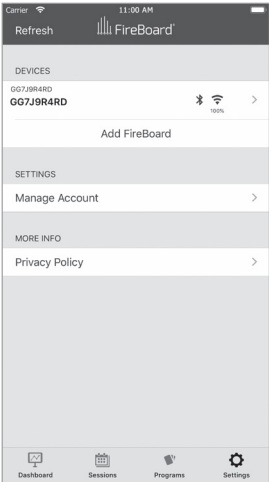 Carrier 11:00 AM
Refresh FireBoard
DEVICES
GG7J9R4RD
GG7J9R4RD
100%
Add FireBoard
SETTINGS
Manage Account
MORE INFO
Privacy Policy
Dashboard Sessions Programs Settings